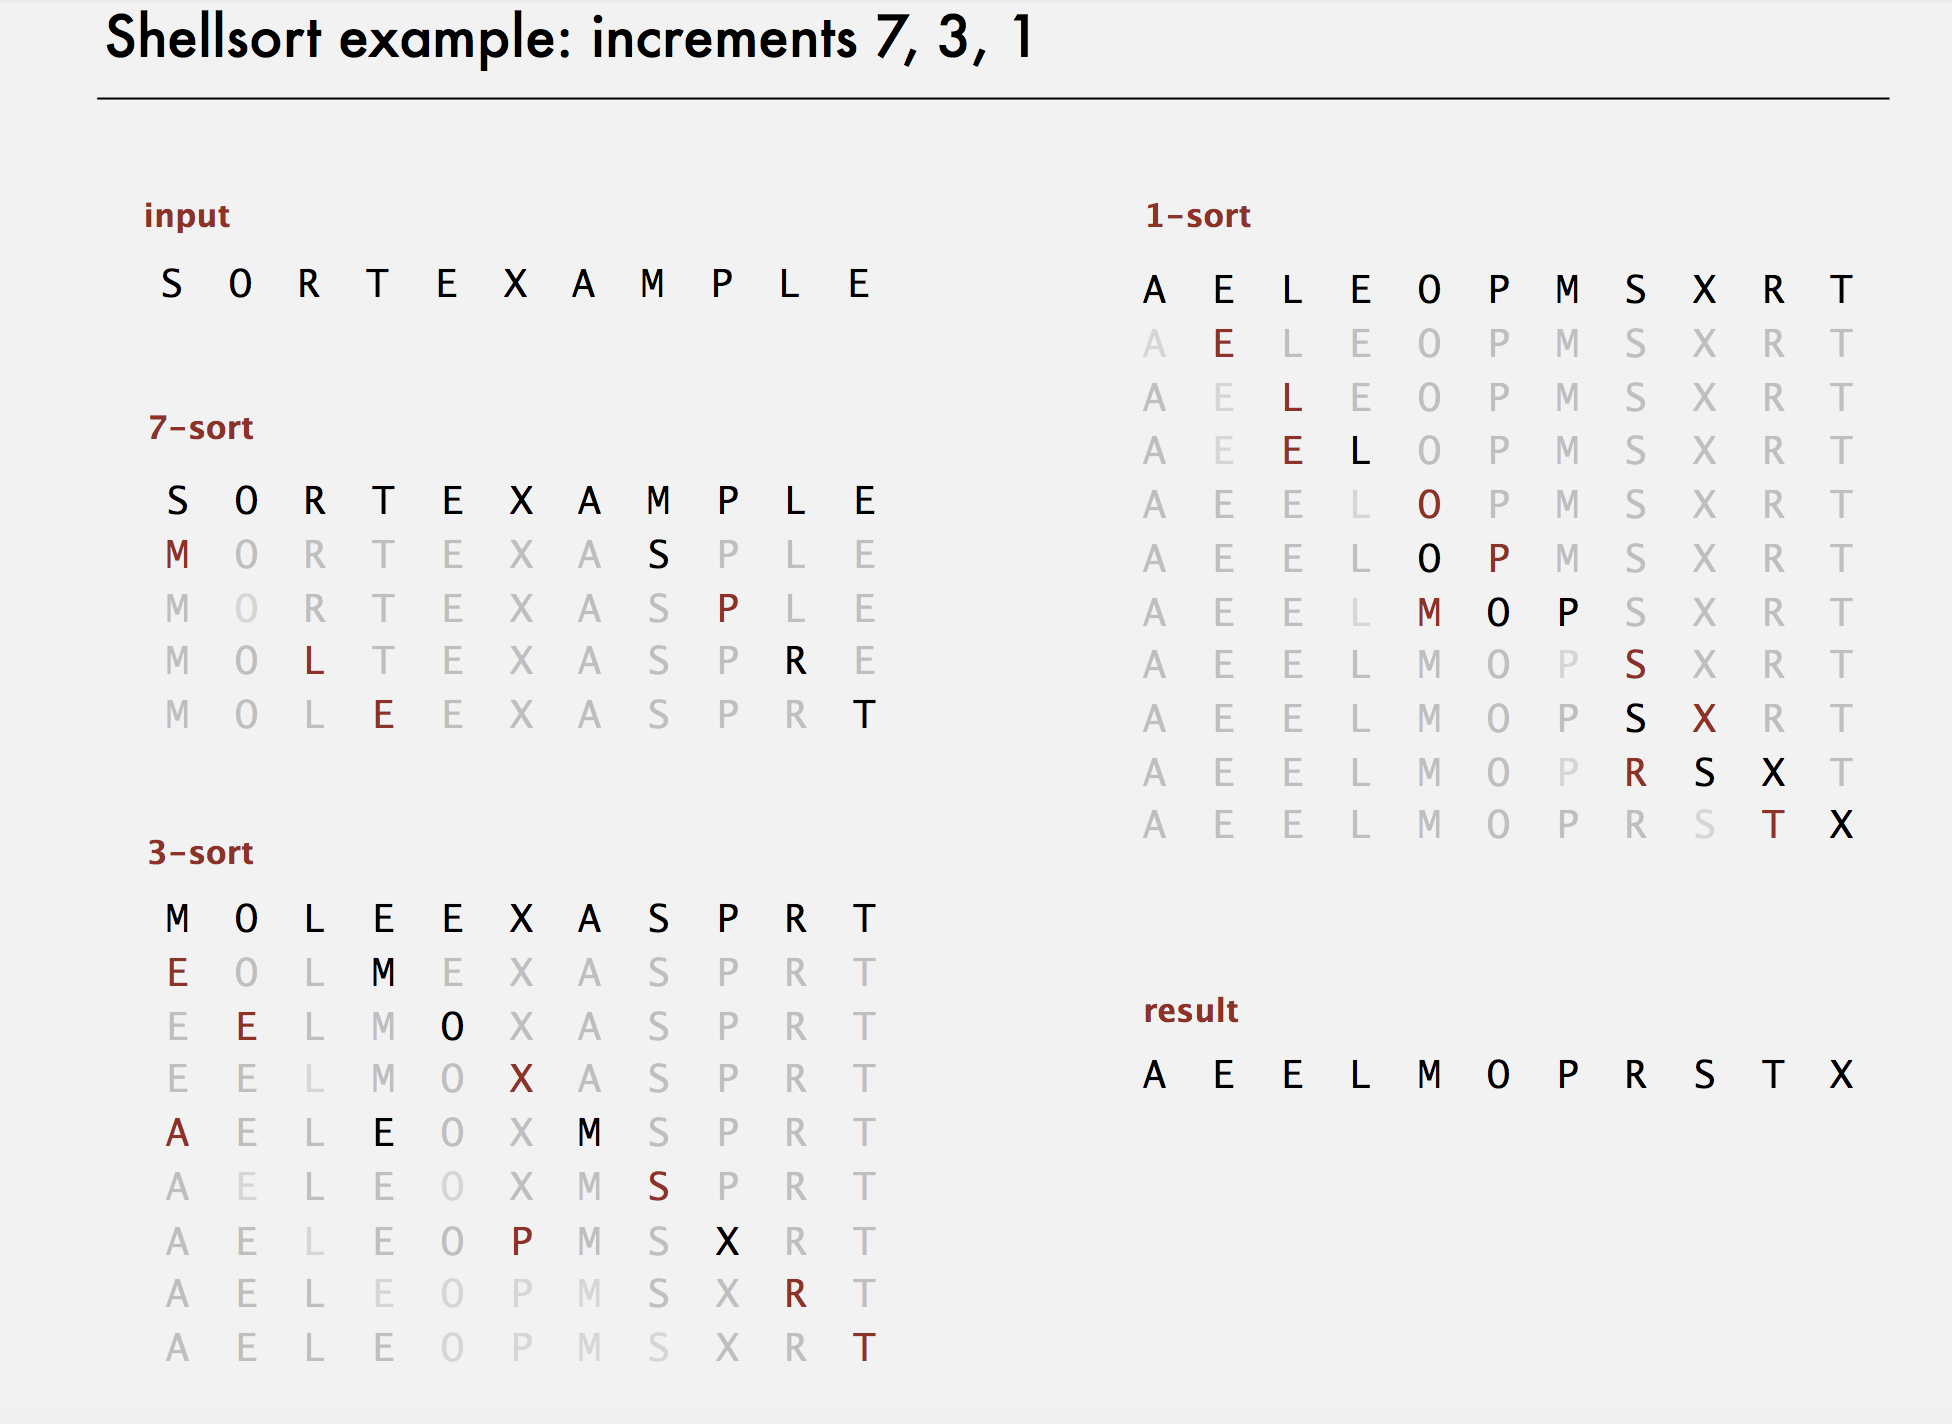 Shellsort example: increments 7, 3, 1
input
S O R T E X A M P L E
7-sort
S O R T E X A M P L E
M O R T E X A S P L E
M O R T E X A S P L E
M O L T E X A S P R E
M O L E E X A S P R T
3-sort
M O L E E X A S P R T
E O L M E X A S P R T
E E L M O X A S P R T
E E L M O X A S P R T
A E L E O X M S P R T
A E L E O X M S P R T
A E L E O P M S X R T
A E L E O P M S X R T
A E L E O P M S X R T
1-sort
A E L E O P M S X R T
A E L E O P M S X R T
A E L E O P M S X R T
A E E L O P M S X R T
A E E L O P M S X R T
A E E L O P M S X R T
A E E L M O P S X R T
A E E L M O P S X R T
A E E L M O P S X R T
A E E L M O P R S X T
A E E L M O P R S T X
result
A E E L M O P R S T X